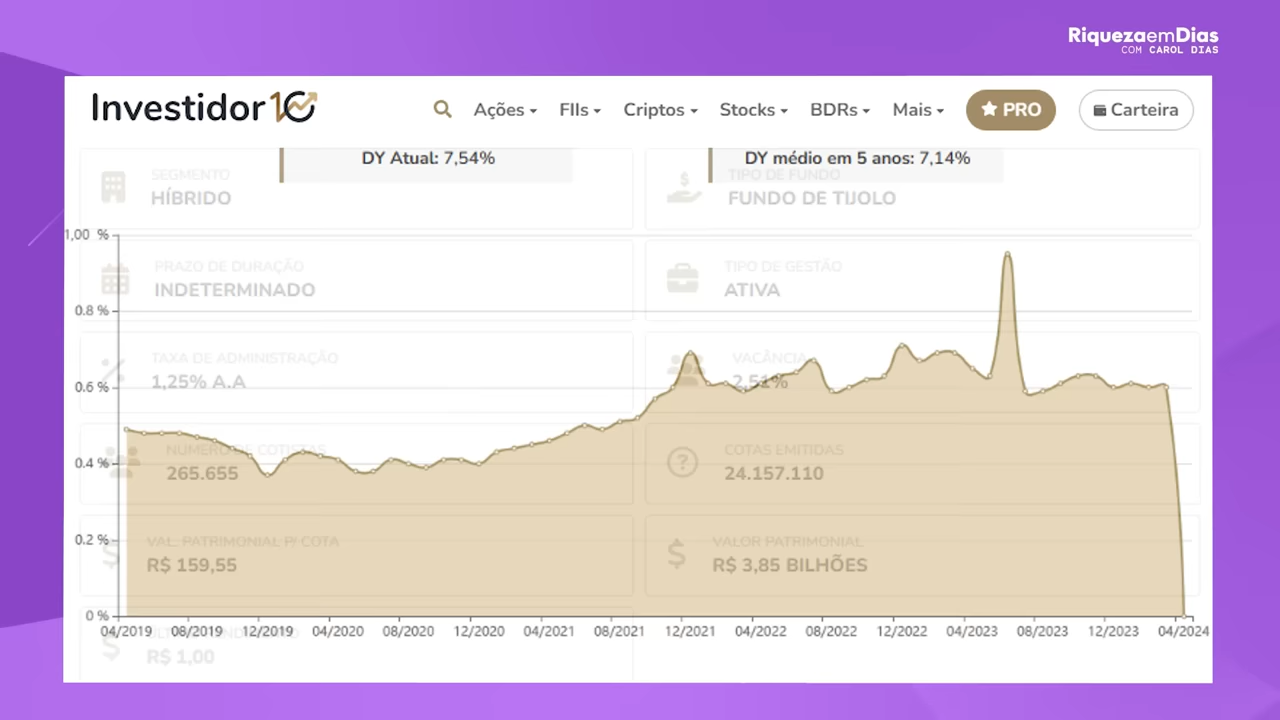 RiquezaemDias
COM CAROL DIAS
Investidor10
Ações
FIIs
Criptos
Stocks
BDRs
Mais
PRO
Carteira
DY Atual: 7,54%
DY médio em 5 anos: 7,14%
SEGMENTO
HÍBRIDO
TIPO DE FUNDO
FUNDO DE TIJOLO
1,00 %
PRAZO DE DURAÇÃO
INDETERMINADO
TIPO DE GESTÃO
ATIVA
0.8 %
TAXA DE ADMINISTRAÇÃO
1,25% A.A
VACÂNCIA
2,51%
0.6 %
NUMERO DE COTISTAS
265.655
COTAS EMITIDAS
24.157.110
0.4 %
VAL. PATRIMONIAL P/ COTA
R$ 159,55
VALOR PATRIMONIAL
R$ 3,85 BILHÕES
0.2 %
0 %
04/2019 08/2019 12/2019 04/2020 08/2020 12/2020 04/2021 08/2021 12/2021 04/2022 08/2022 12/2022 04/2023 08/2023 12/2023 04/2024
R$ 1,00